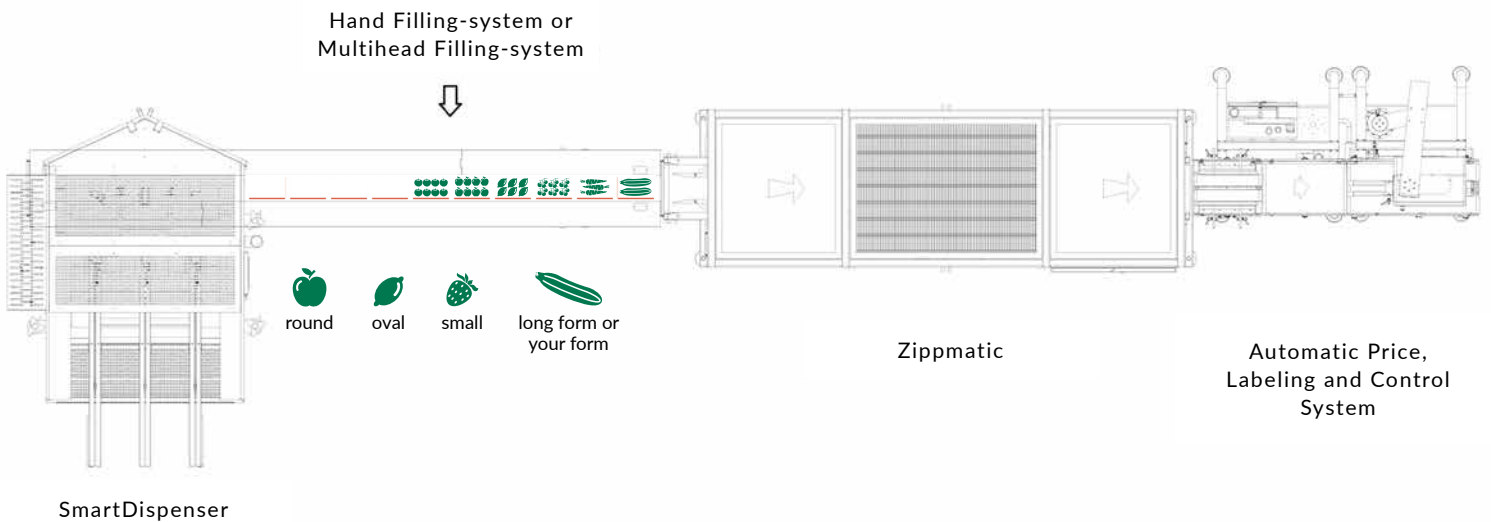 Hand Filling-system or
Multihead Filling-system
round
oval
small
long form or
your form
Zippmatic
Automatic Price,
Labeling and Control
System
SmartDispenser